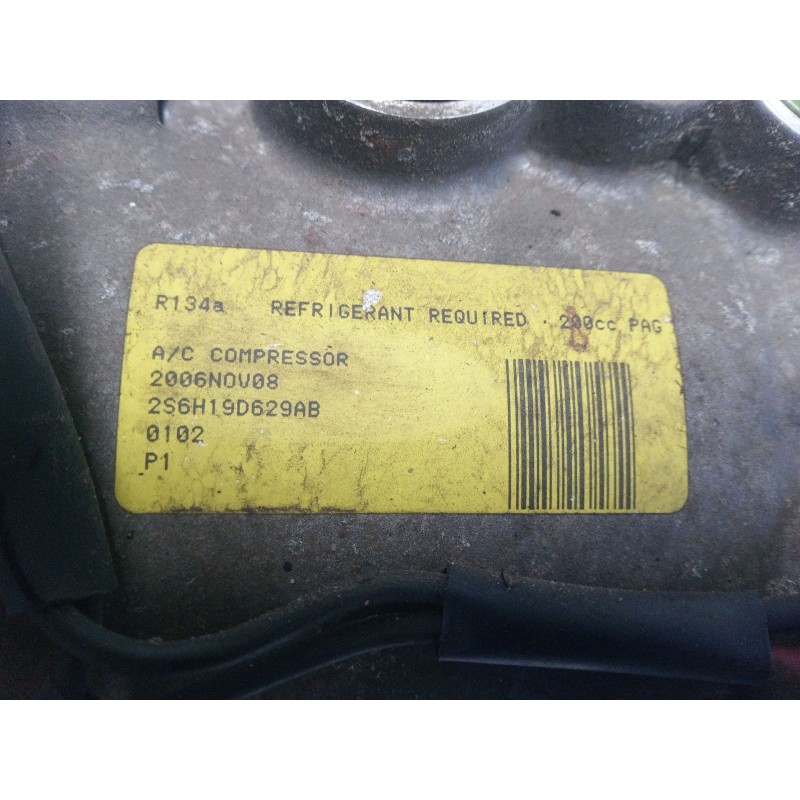 R134a REFRIGERANT REQUIRED . 200cc PAG
A/C COMPRESSOR
2006NOV08
2S6H19D629AB
0102
P1